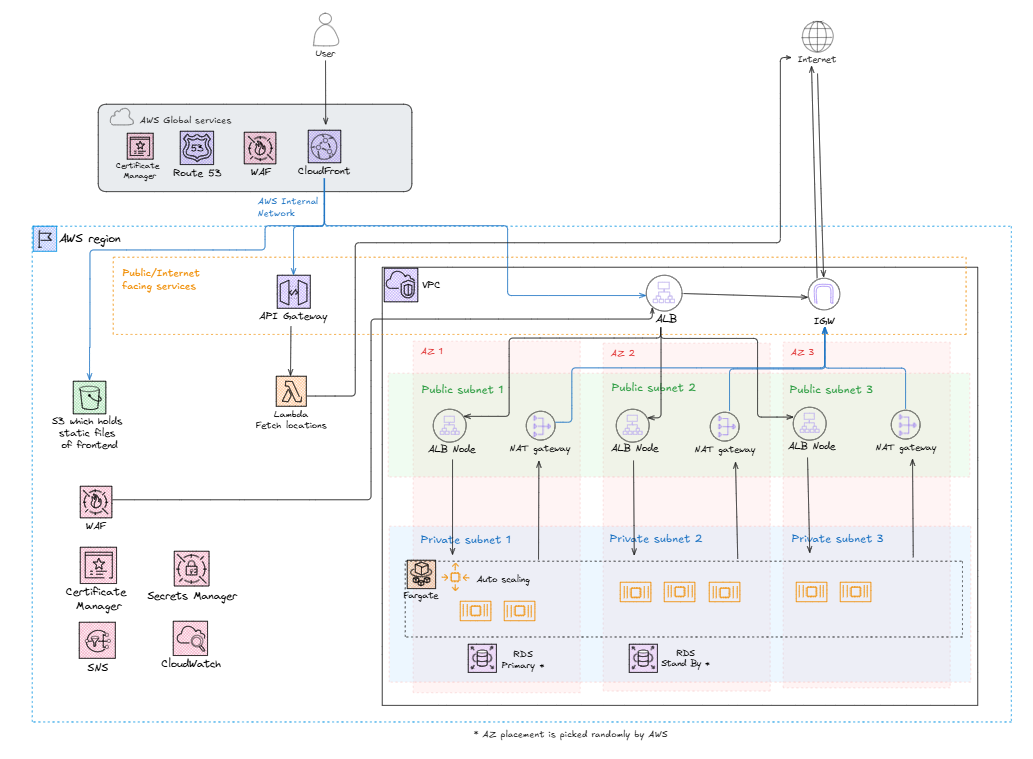 User
Internet
AWS Global services
53
Certificate
Manager
Route 53
WAF
CloudFront
AWS Internal
Network
AWS region
Public/Internet
facing services
VPC
API Gateway
ALB
IGW
AZ 1
AZ 2
AZ 3
Public subnet 1
Public subnet 2
Public subnet 3
S3 which holds
static files
of frontend
Lambda
Fetch locations
ALB Node
NAT gateway
ALB Node
NAT gateway
ALB Node
NAT gateway
WAF
Private subnet 1
Private subnet 2
Private subnet 3
Certificate
Manager
Secrets Manager
Fargate
Auto scaling
SNS
CloudWatch
RDS
Primary *
RDS
Stand By *
* AZ placement is picked randomly by AWS